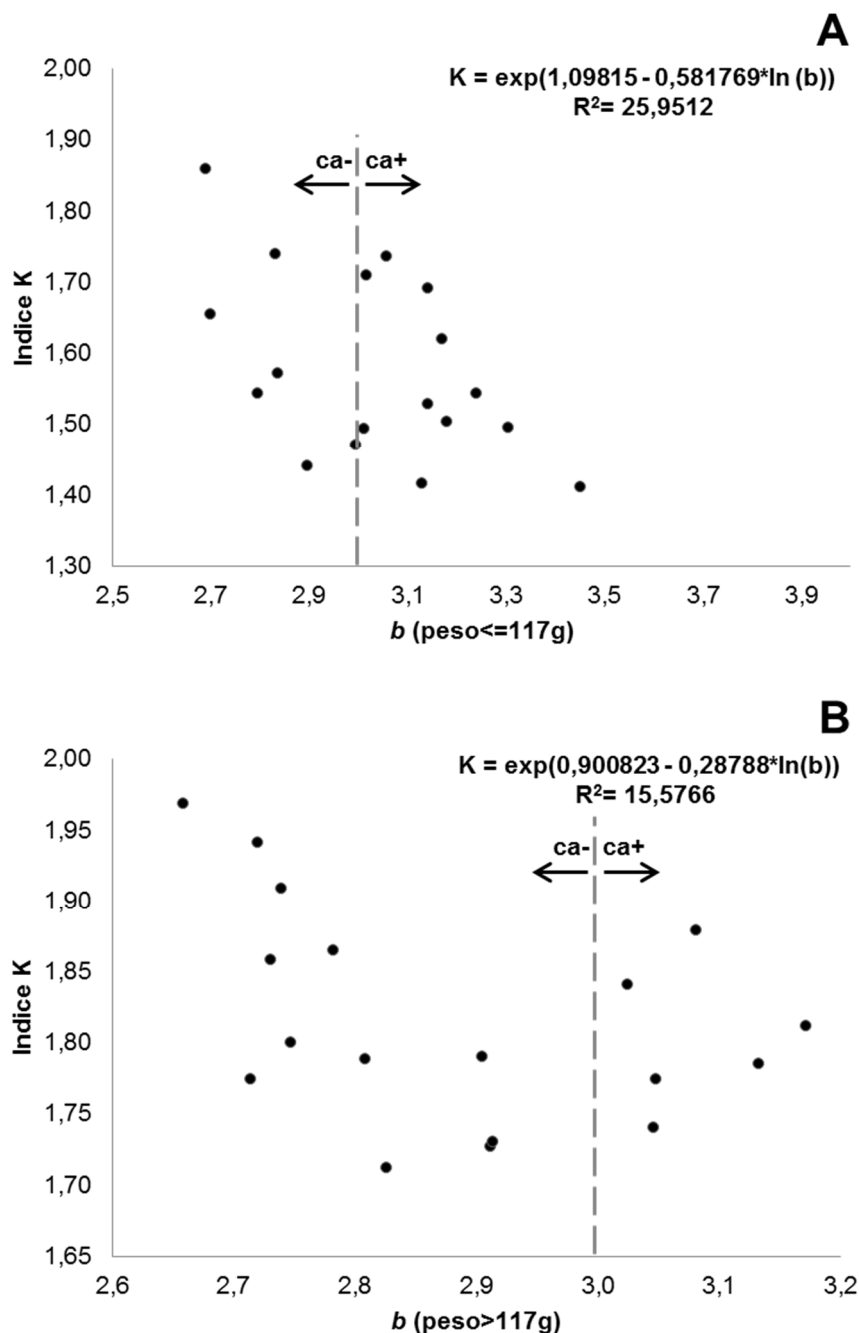 A
K = exp(1,09815 - 0,581769*ln (b))
R²= 25,9512
2,00
1,90
1,80
1,70
1,60
1,50
1,40
1,30
Indice K
ca- ca+
2,5 2,7 2,9 3,1 3,3 3,5 3,7 3,9
b (peso<=117g)
B
K = exp(0,900823 - 0,28788*ln(b))
R²= 15,5766
2,00
1,95
1,90
1,85
1,80
1,75
1,70
1,65
Indice K
ca- ca+
2,6 2,7 2,8 2,9 3,0 3,1 3,2
b (peso>117g)